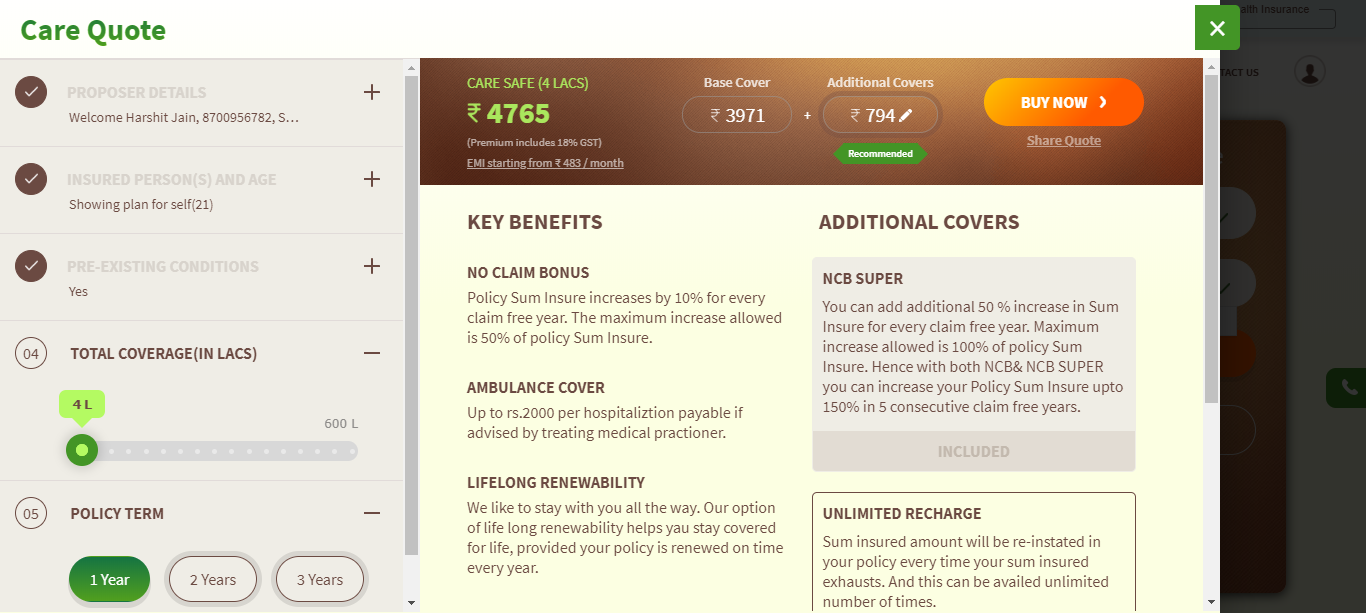 Care Quote
alth Insurance
TACT US
PROPOSER DETAILS
Welcome Harshit Jain, 8700956782, S...
INSURED PERSON(S) AND AGE
Showing plan for self(21)
PRE-EXISTING CONDITIONS
Yes
04
TOTAL COVERAGE(IN LACS)
4 L
600 L
05
POLICY TERM
1 Year
2 Years
3 Years
CARE SAFE (4 LACS)
₹ 4765
(Premium includes 18% GST)
EMI starting from ₹ 483 / month
Base Cover
₹ 3971
+
Additional Covers
₹ 794
Recommended
BUY NOW ❯
Share Quote
KEY BENEFITS
NO CLAIM BONUS
Policy Sum Insure increases by 10% for every
claim free year. The maximum increase allowed
is 50% of policy Sum Insure.
AMBULANCE COVER
Up to rs.2000 per hospitaliztion payable if
advised by treating medical practioner.
LIFELONG RENEWABILITY
We like to stay with you all the way. Our option
of life long renewability helps yau stay covered
for life, provided your policy is renewed on time
every year.
ADDITIONAL COVERS
NCB SUPER
You can add additional 50 % increase in Sum
Insure for every claim free year. Maximum
increase allowed is 100% of policy Sum
Insure. Hence with both NCB& NCB SUPER
you can increase your Policy Sum Insure upto
150% in 5 consecutive claim free years.
INCLUDED
UNLIMITED RECHARGE
Sum insured amount will be re-instated in
your policy every time your sum insured
exhausts. And this can be availed unlimited
number of times.